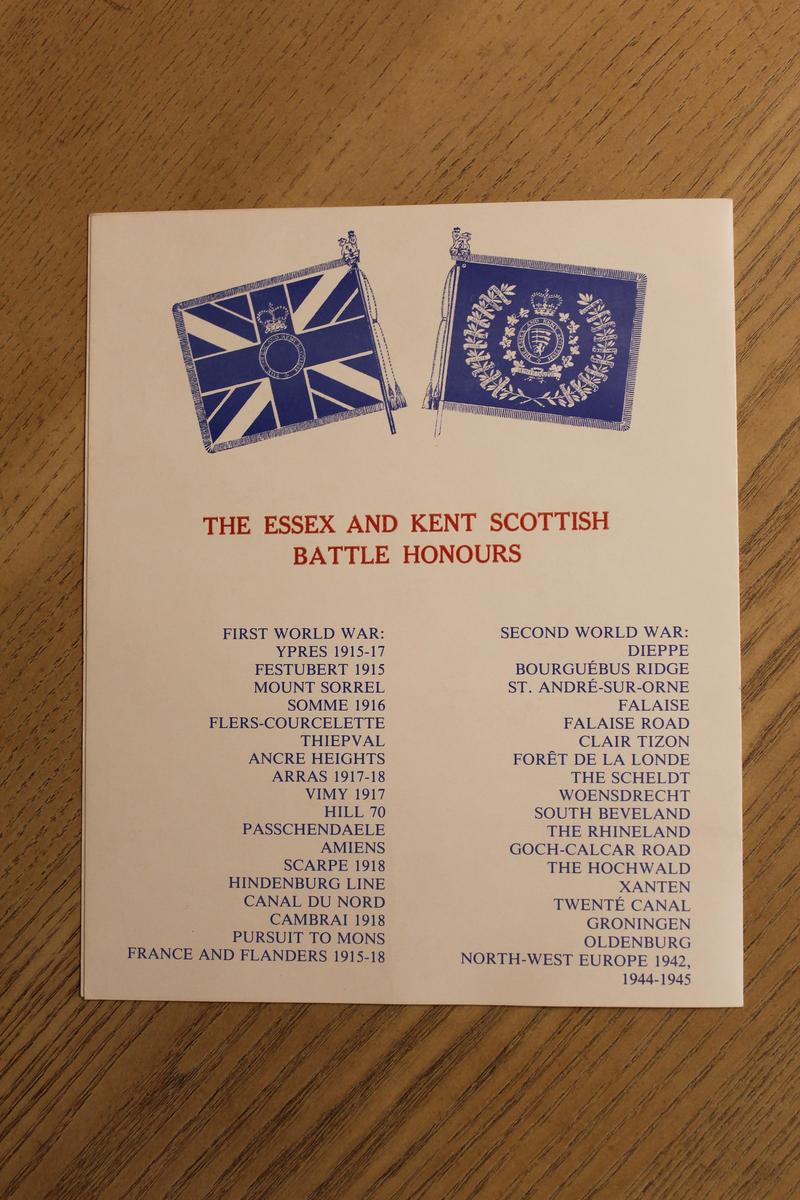 THE ESSEX AND KENT SCOTTISH
BATTLE HONOURS
FIRST WORLD WAR:
YPRES 1915-17
FESTUBERT 1915
MOUNT SORREL
SOMME 1916
FLERS-COURCELETTE
THIEPVAL
ANCRE HEIGHTS
ARRAS 1917-18
VIMY 1917
HILL 70
PASSCHENDAELE
AMIENS
SCARPE 1918
HINDENBURG LINE
CANAL DU NORD
CAMBRAI 1918
PURSUIT TO MONS
FRANCE AND FLANDERS 1915-18
SECOND WORLD WAR:
DIEPPE
BOURGUÉBUS RIDGE
ST. ANDRÉ-SUR-ORNE
FALAISE
FALAISE ROAD
CLAIR TIZON
FORÊT DE LA LONDE
THE SCHELDT
WOENSDRECHT
SOUTH BEVELAND
THE RHINELAND
GOCH-CALCAR ROAD
THE HOCHWALD
XANTEN
TWENTÉ CANAL
GRONINGEN
OLDENBURG
NORTH-WEST EUROPE 1942,
1944-1945